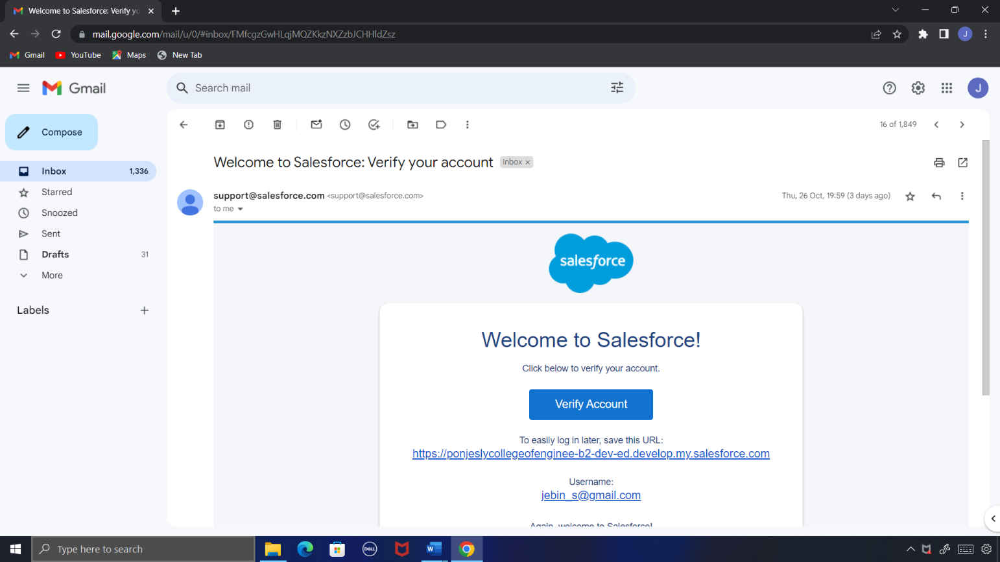 Welcome to Salesforce: Verify yo
mail.google.com/mail/u/0/#inbox/FMfcgzGwHLqjMQZKkzNXZzbJCHHldZsz
J
Gmail YouTube Maps New Tab
Gmail
Search mail
J
Compose
16 of 1,849
Welcome to Salesforce: Verify your account Inbox ×
Inbox 1,336
Starred
support@salesforce.com <support@salesforce.com> Thu, 26 Oct, 19:59 (3 days ago)
to me
Snoozed
Sent
Drafts 31
More
Labels
salesforce
Welcome to Salesforce!
Click below to verify your account.
Verify Account
To easily log in later, save this URL:
https://ponjeslycollegeofenginee-b2-dev-ed.develop.my.salesforce.com
Username:
jebin_s@gmail.com
Again, welcome to Salesforce!
Type here to search
DELL
W